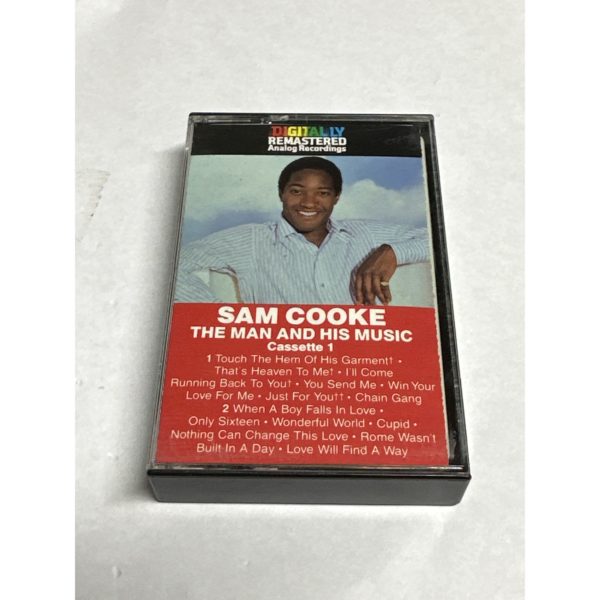 DIGITALLY
REMASTERED
Analog Recordings
SAM COOKE
THE MAN AND HIS MUSIC
Cassette 1
1 Touch The Hem Of His Garment† •
That's Heaven To Me† • I'll Come
Running Back To You† • You Send Me • Win Your
Love For Me • Just For You†† • Chain Gang
2 When A Boy Falls In Love •
Only Sixteen • Wonderful World • Cupid •
Nothing Can Change This Love • Rome Wasn't
Built In A Day • Love Will Find A Way